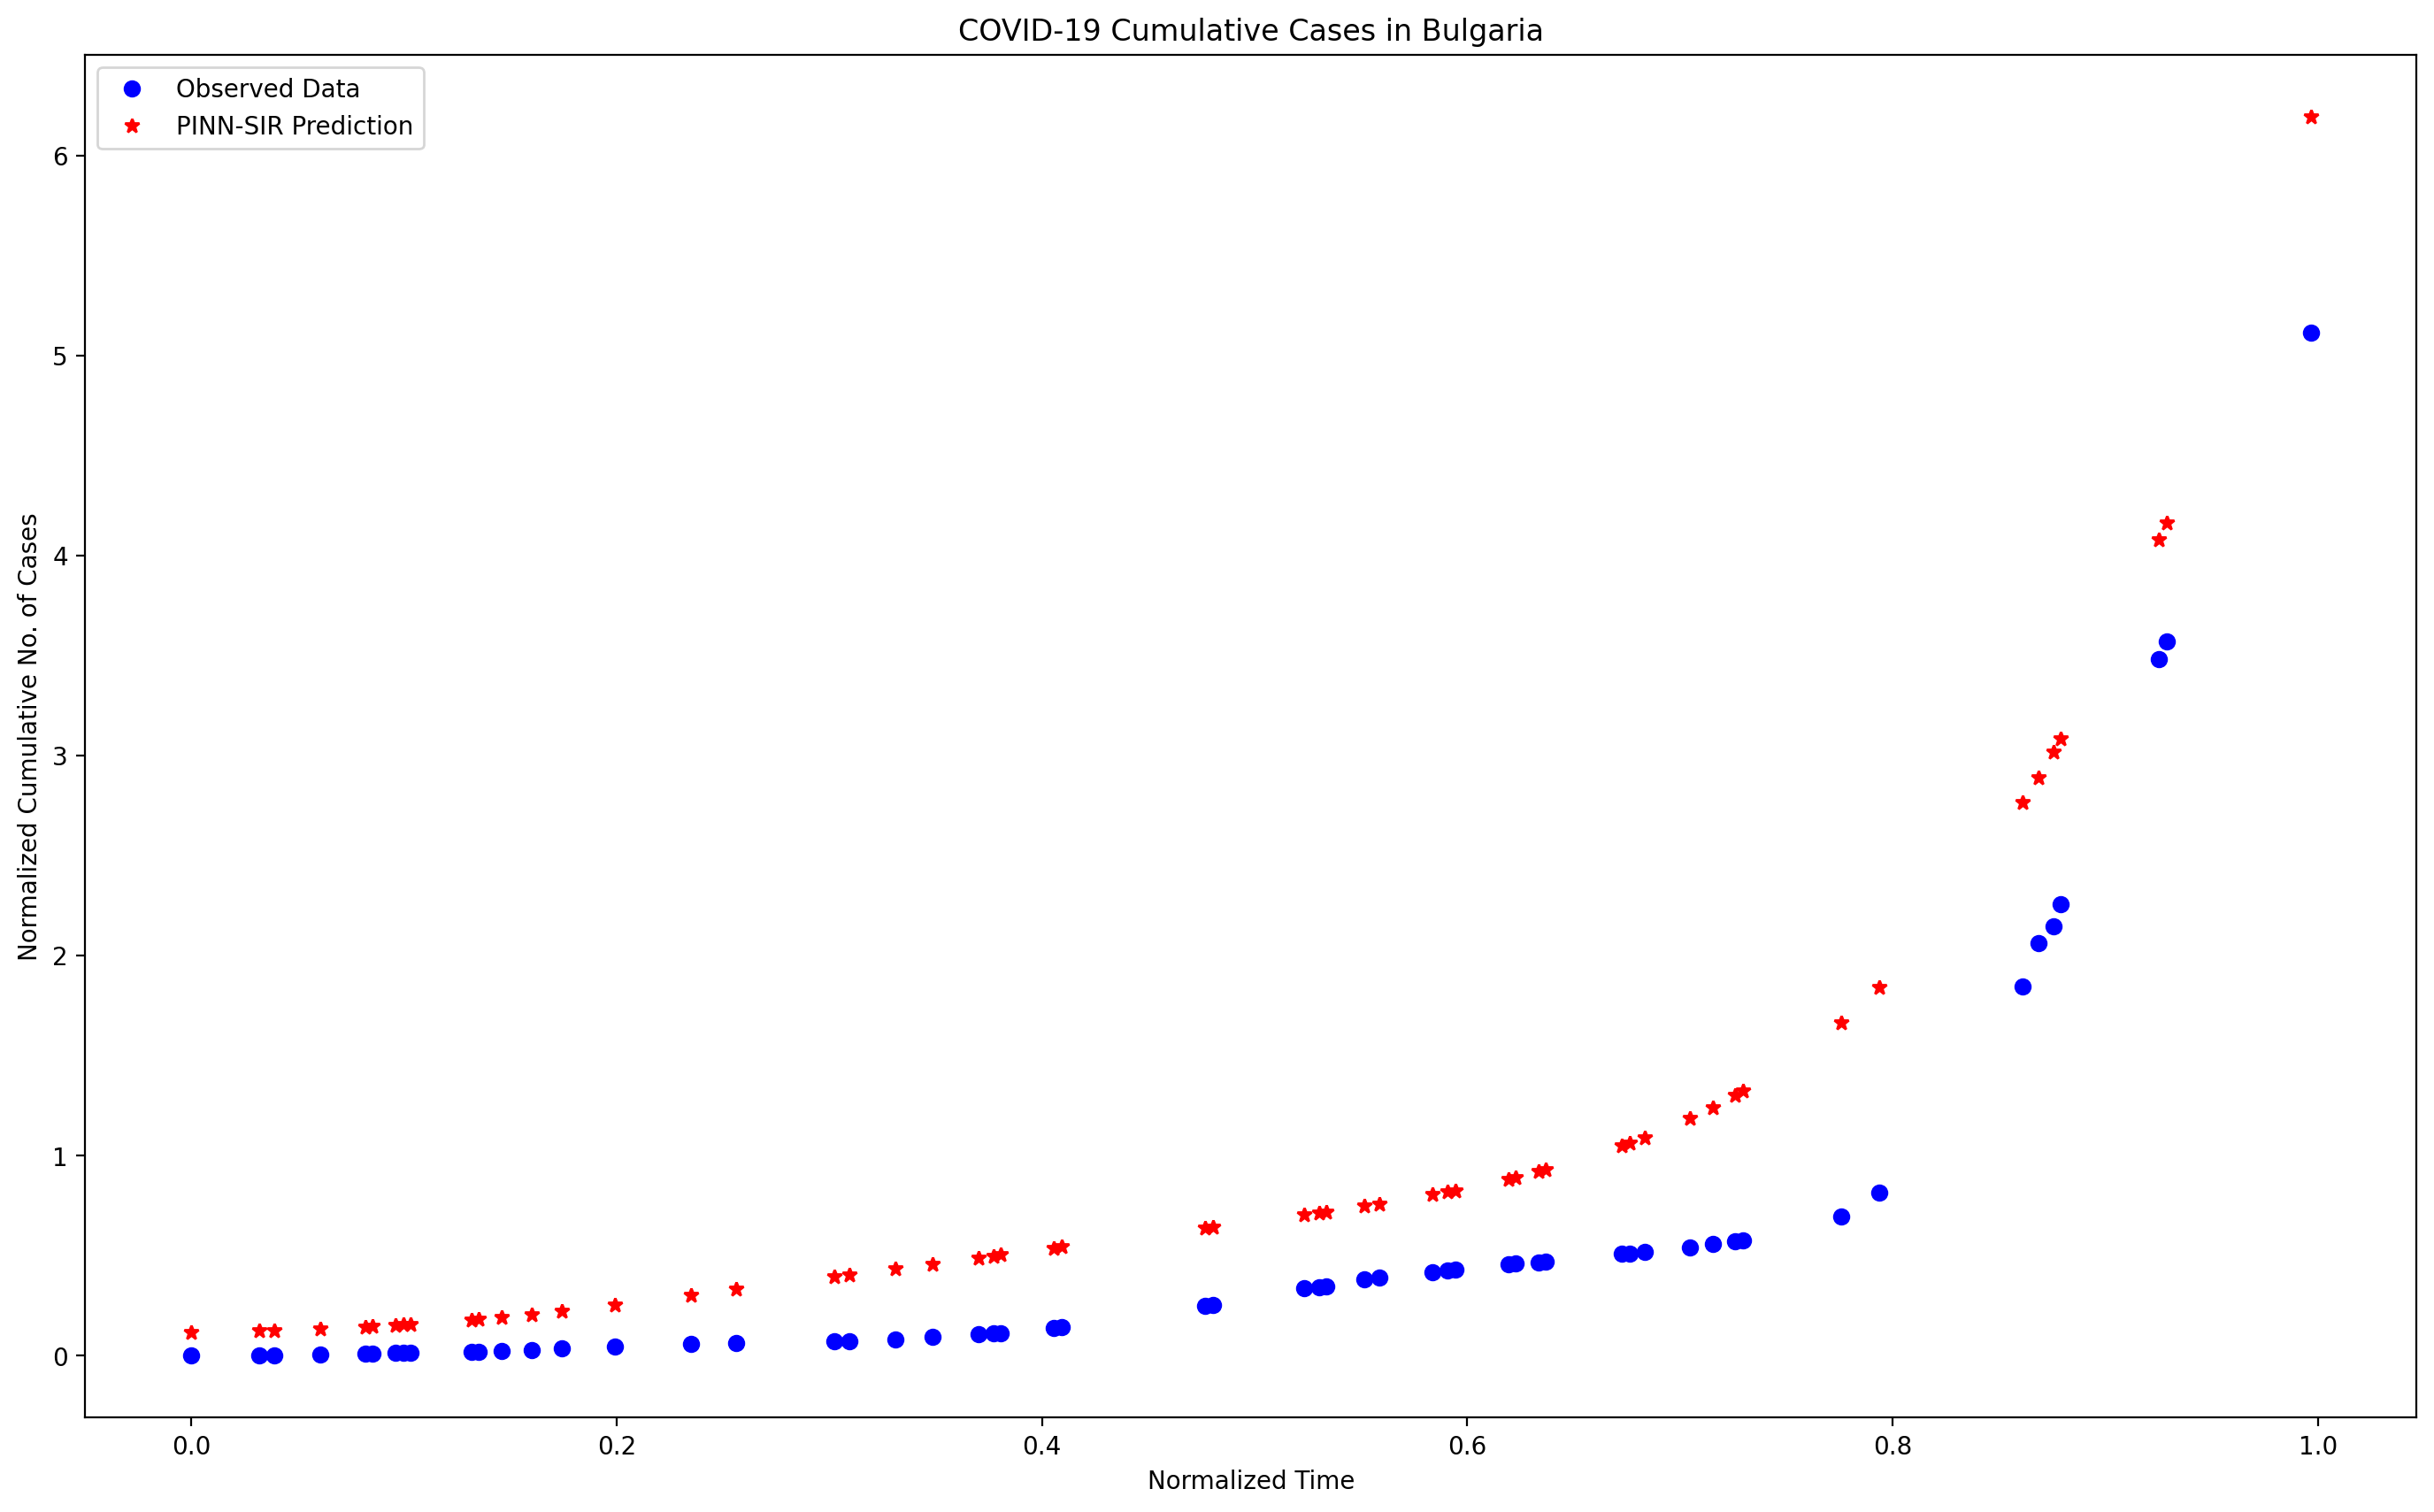 COVID-19 Cumulative Cases in Bulgaria
Observed Data
PINN-SIR Prediction
Normalized Cumulative No. of Cases
6
5
4
3
2
1
0
0.0 0.2 0.4 0.6 0.8 1.0
Normalized Time